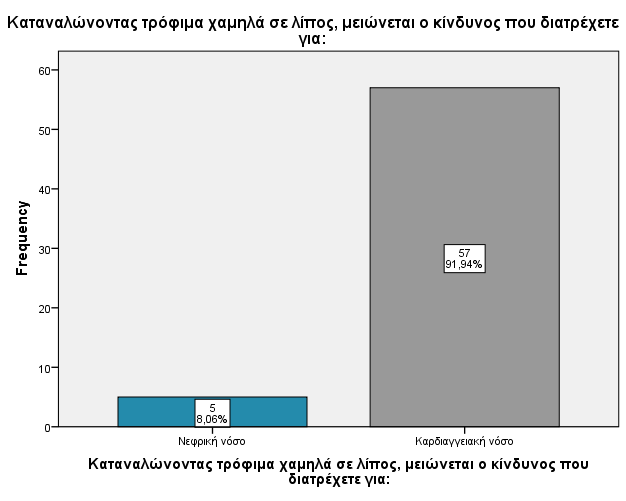 Καταναλώνοντας τρόφιμα χαμηλά σε λίπος, μειώνεται ο κίνδυνος που διατρέχετε
για:
Frequency
60
50
40
30
20
10
0
57
91,94%
5
8,06%
Νεφρική νόσο
Καρδιαγγειακή νόσο
Καταναλώνοντας τρόφιμα χαμηλά σε λίπος, μειώνεται ο κίνδυνος που
διατρέχετε για: